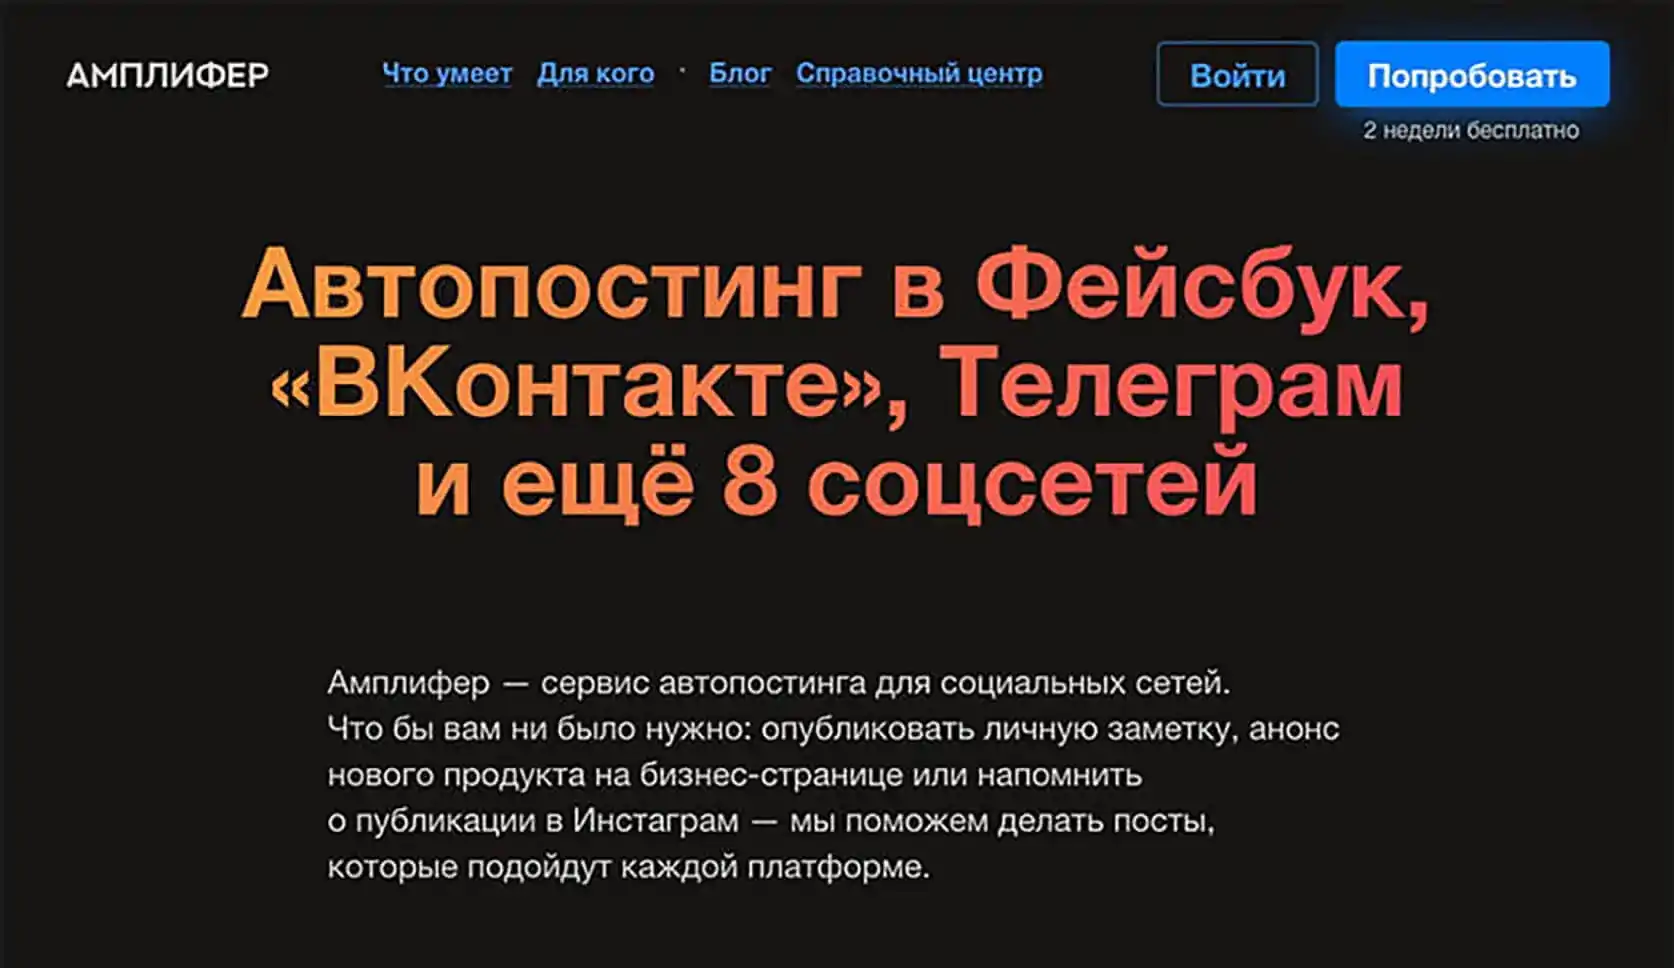 АМПЛИФЕР
Что умеет Для кого · Блог Справочный центр
Войти
Попробовать
2 недели бесплатно
Автопостинг в Фейсбук,
«ВКонтакте», Телеграм
и ещё 8 соцсетей
Амплифер — сервис автопостинга для социальных сетей.
Что бы вам ни было нужно: опубликовать личную заметку, анонс
нового продукта на бизнес-странице или напомнить
о публикации в Инстаграм — мы поможем делать посты,
которые подойдут каждой платформе.